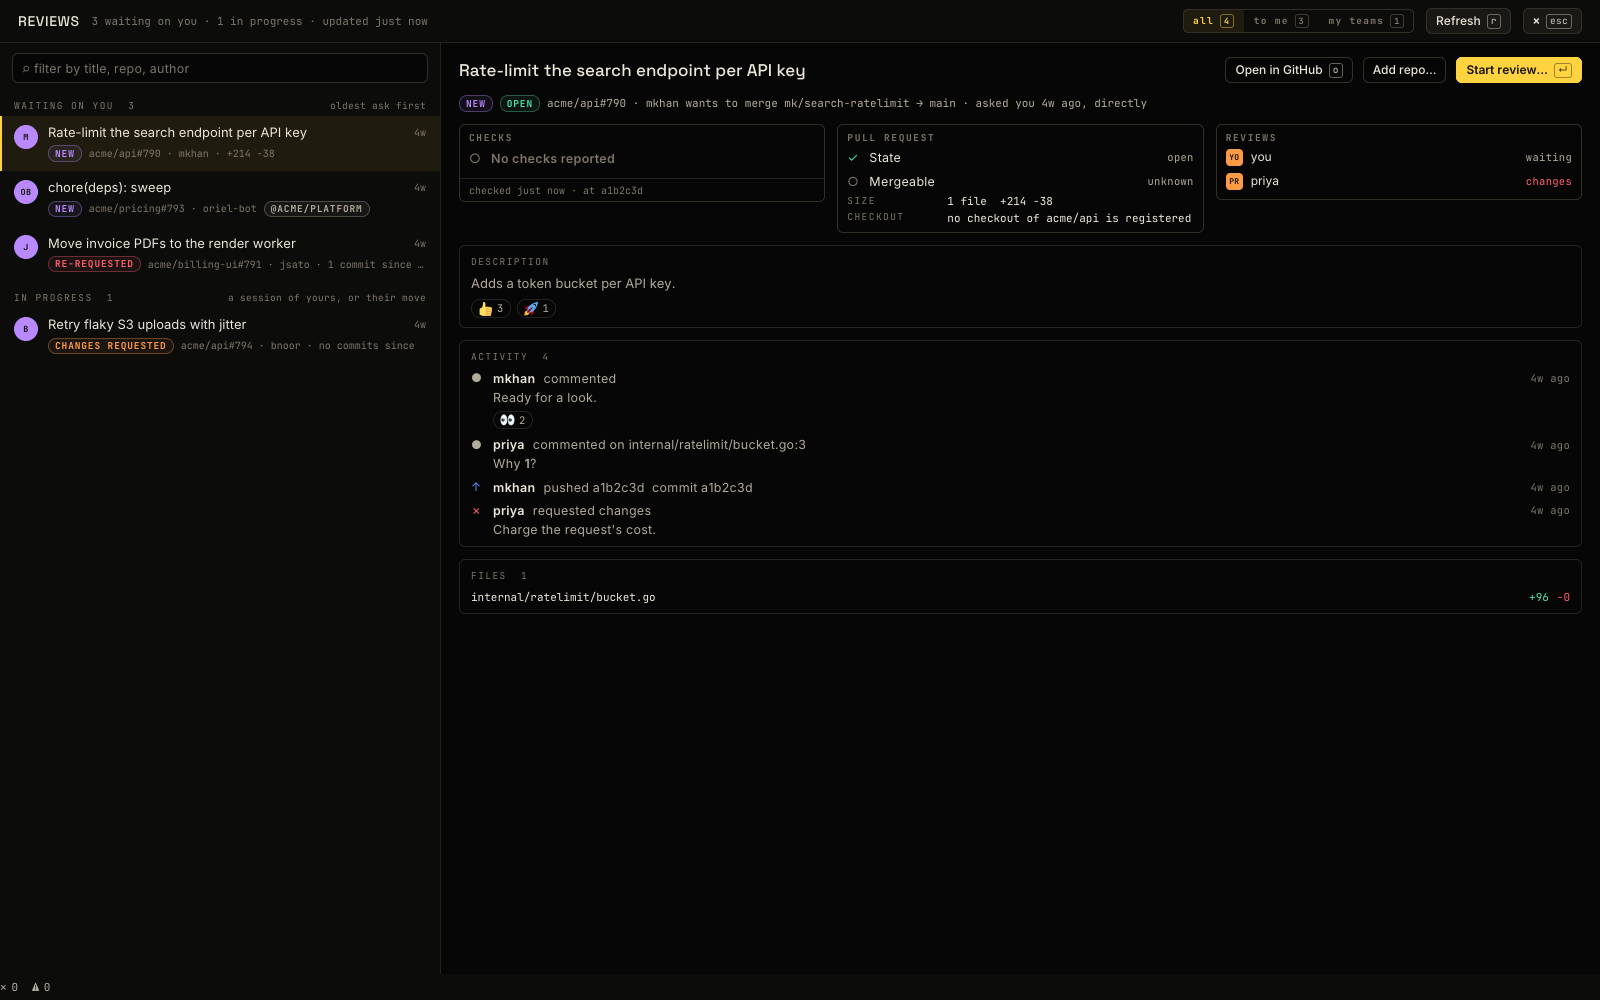 REVIEWS 3 waiting on you · 1 in progress · updated just now
all 4 to me 3 my teams 1 Refresh r × esc
filter by title, repo, author
WAITING ON YOU 3 oldest ask first
M Rate-limit the search endpoint per API key 4w
NEW acme/api#790 · mkhan · +214 -38
OB chore(deps): sweep 4w
NEW acme/pricing#793 · oriel-bot @ACME/PLATFORM
J Move invoice PDFs to the render worker 4w
RE-REQUESTED acme/billing-ui#791 · jsato · 1 commit since …
IN PROGRESS 1 a session of yours, or their move
B Retry flaky S3 uploads with jitter 4w
CHANGES REQUESTED acme/api#794 · bnoor · no commits since
Rate-limit the search endpoint per API key
Open in GitHub o Add repo… Start review… ↵
NEW OPEN acme/api#790 · mkhan wants to merge mk/search-ratelimit → main · asked you 4w ago, directly
CHECKS
No checks reported
checked just now · at a1b2c3d
PULL REQUEST
✓ State open
Mergeable unknown
SIZE 1 file +214 -38
CHECKOUT no checkout of acme/api is registered
REVIEWS
YO you waiting
PR priya changes
DESCRIPTION
Adds a token bucket per API key.
👍 3 🚀 1
ACTIVITY 4
mkhan commented 4w ago
Ready for a look.
👀 2
priya commented on internal/ratelimit/bucket.go:3 4w ago
Why 1?
↑ mkhan pushed a1b2c3d commit a1b2c3d 4w ago
× priya requested changes 4w ago
Charge the request's cost.
FILES 1
internal/ratelimit/bucket.go +96 -0
× 0 ⚠ 0